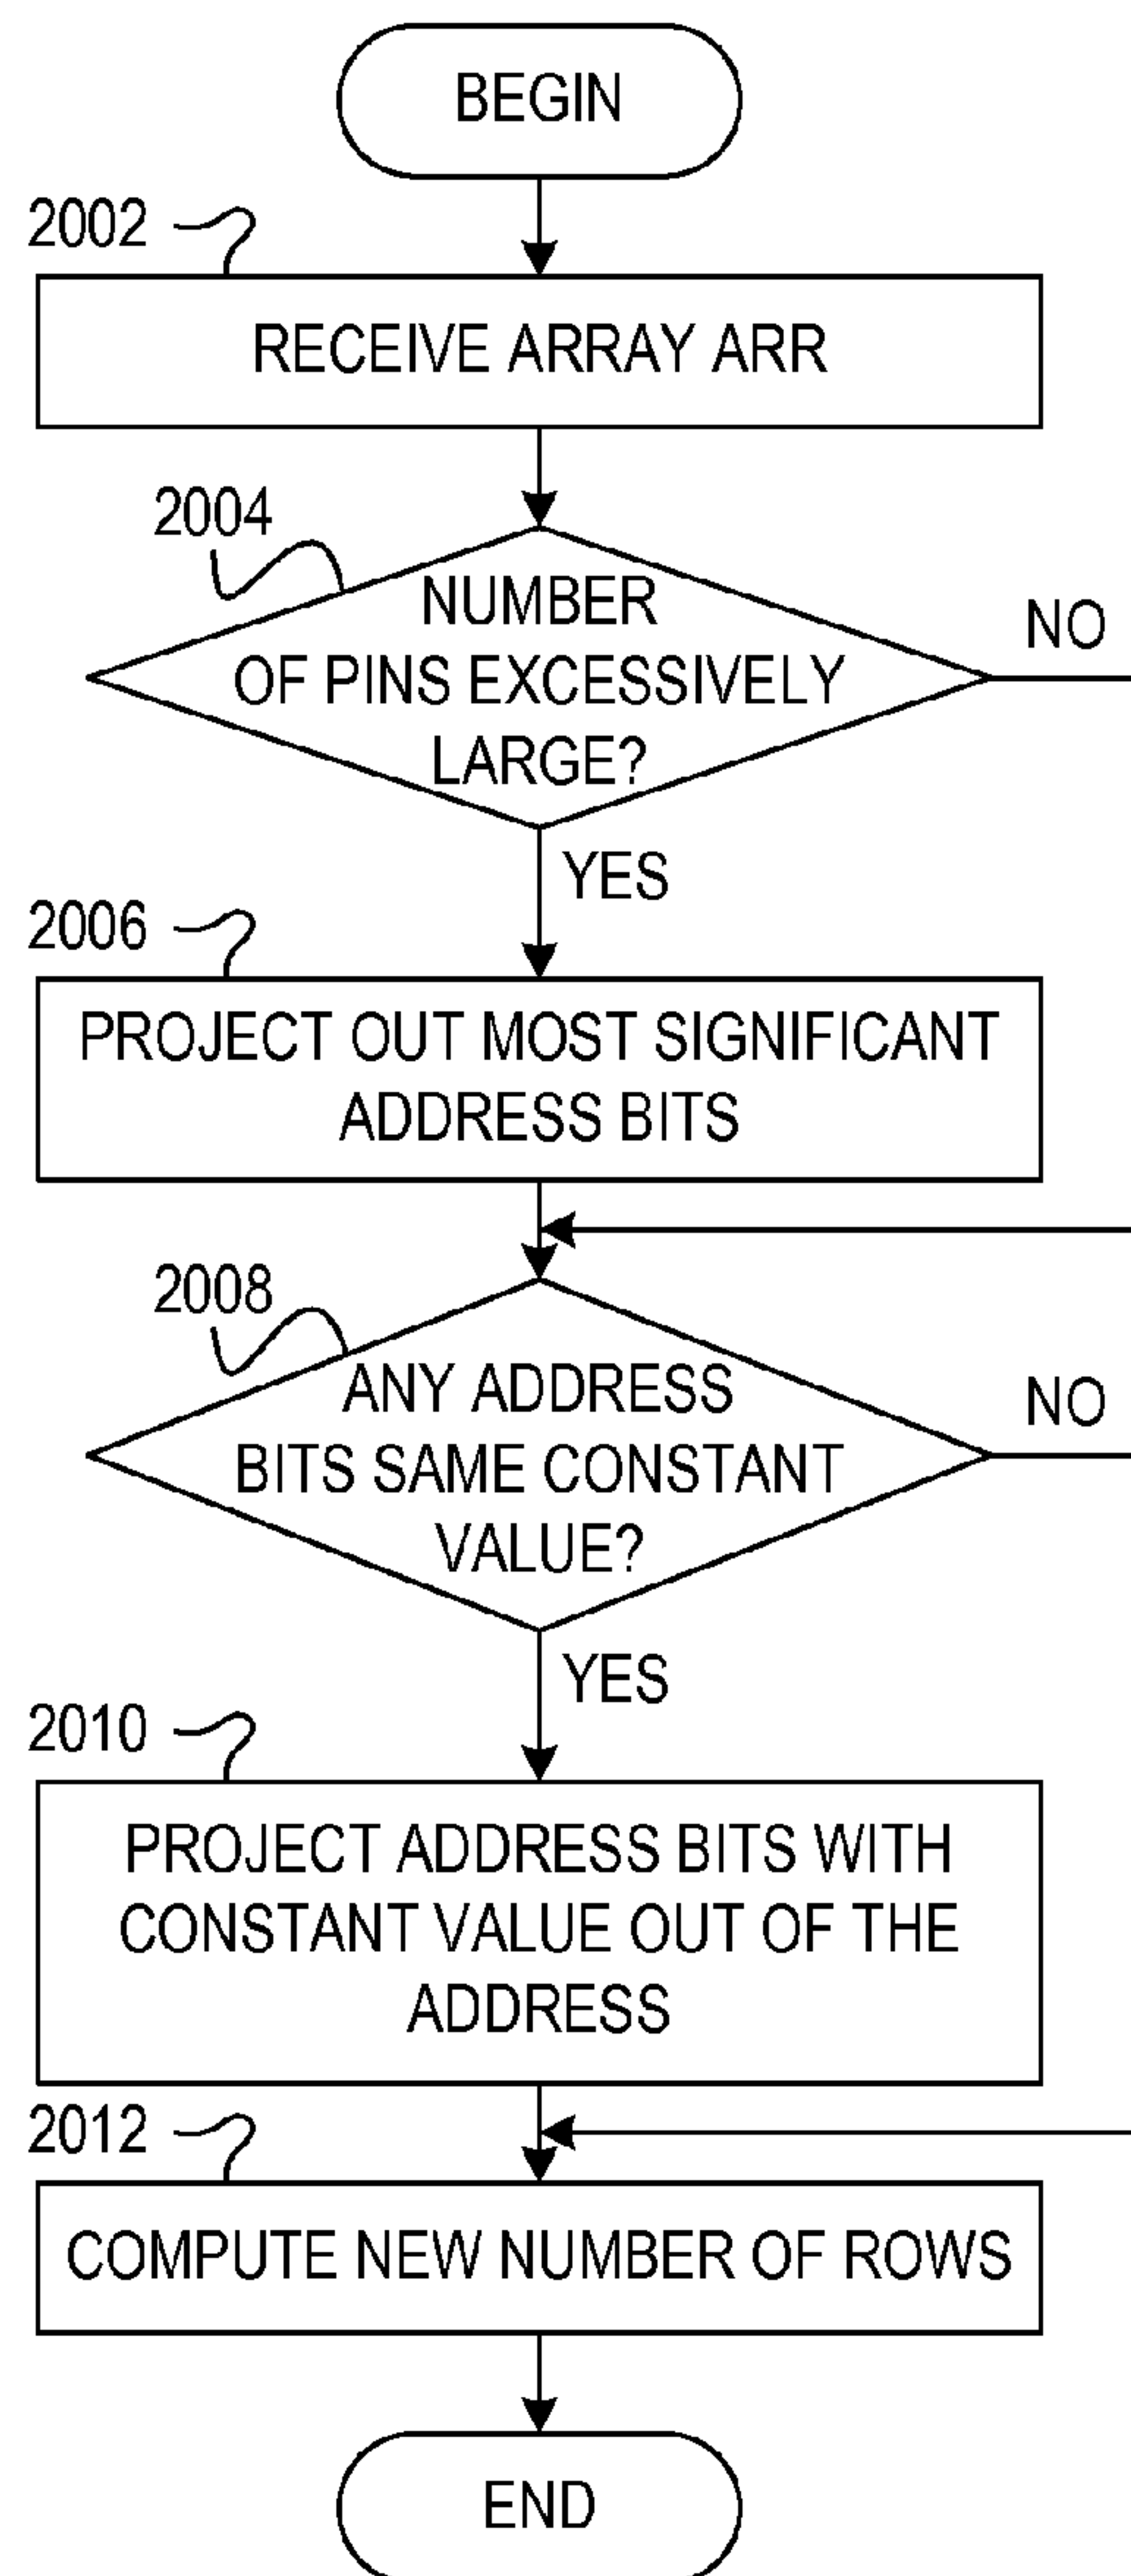 BEGIN
2002
RECEIVE ARRAY ARR
2004
NUMBER
OF PINS EXCESSIVELY
LARGE?
NO
YES
2006
PROJECT OUT MOST SIGNIFICANT
ADDRESS BITS
2008
ANY ADDRESS
BITS SAME CONSTANT
VALUE?
NO
YES
2010
PROJECT ADDRESS BITS WITH
CONSTANT VALUE OUT OF THE
ADDRESS
2012
COMPUTE NEW NUMBER OF ROWS
END